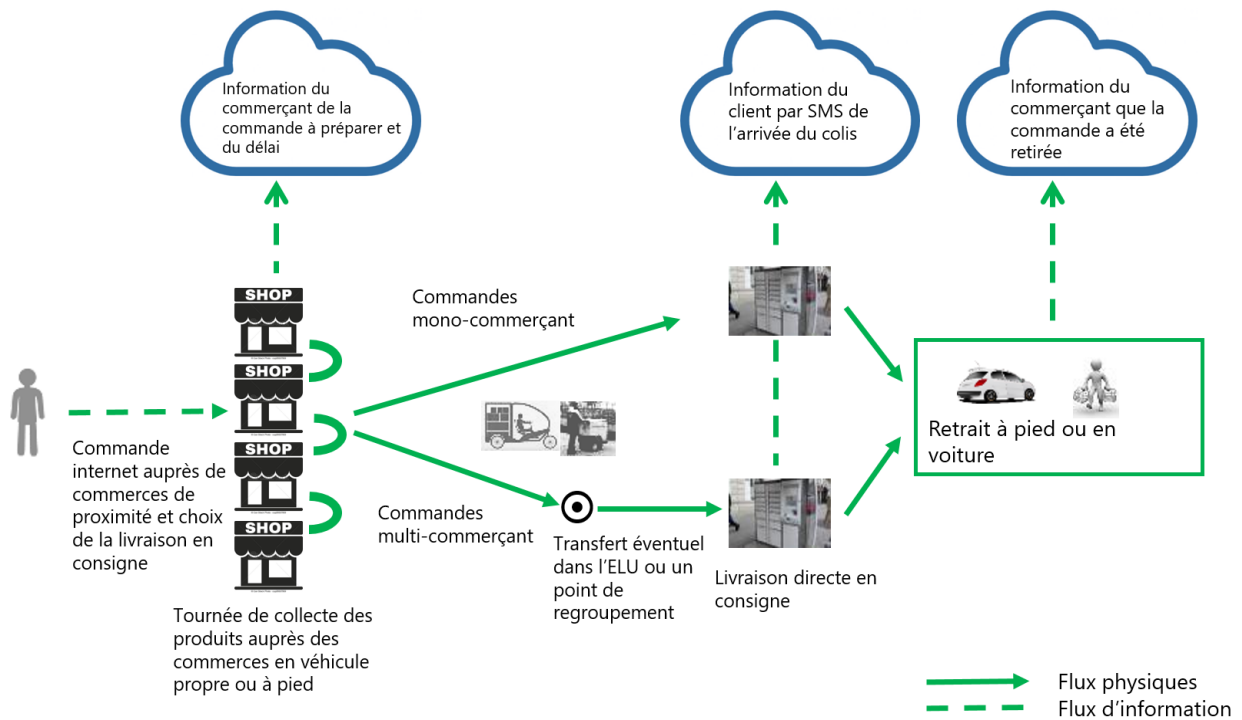 Information du
commerçant de la
commande à préparer et
du délai
Information du
client par SMS de
l'arrivée du colis
Information du
commerçant que la
commande a été
retirée
SHOP
SHOP
SHOP
SHOP
Commandes
mono-commerçant
Commande
internet auprès de
commerces de
proximité et choix
de la livraison en
consigne
Commandes
multi-commerçant
Retrait à pied ou en
voiture
Transfert éventuel
dans l'ELU ou un
point de
regroupement
Livraison directe en
consigne
Tournée de collecte des
produits auprès des
commerces en véhicule
propre ou à pied
Flux physiques
Flux d'information